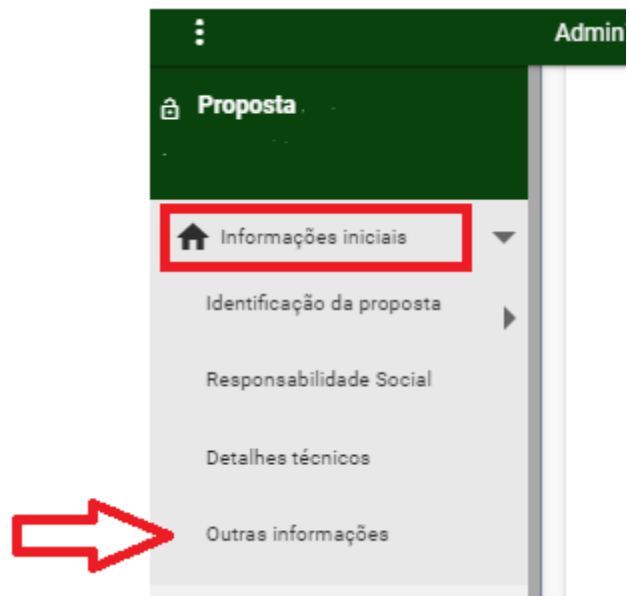 Admin
Proposta
Informações iniciais
Identificação da proposta
Responsabilidade Social
Detalhes técnicos
Outras informações